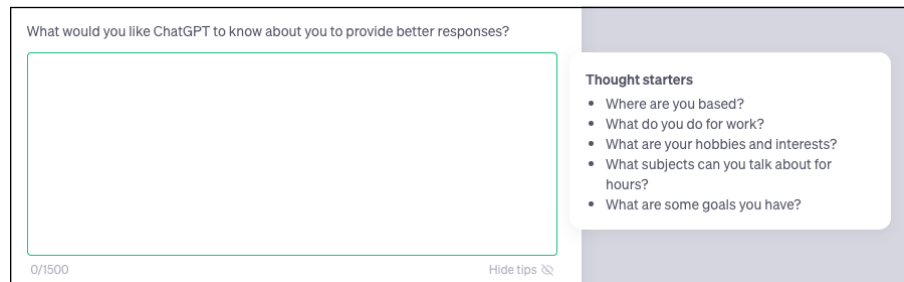 What would you like ChatGPT to know about you to provide better responses?
Thought starters
• Where are you based?
• What do you do for work?
• What are your hobbies and interests?
• What subjects can you talk about for
hours?
• What are some goals you have?
0/1500
Hide tips